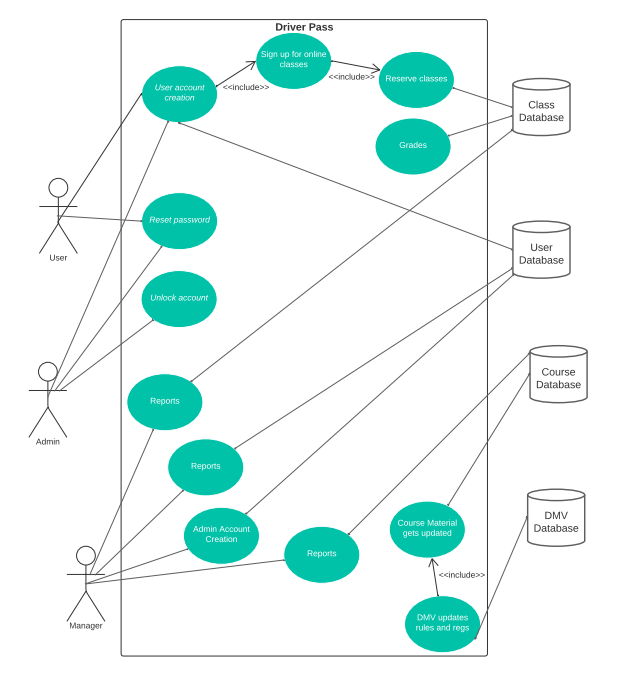 Driver Pass
Sign up for online
classes
<<include>>
<<include>>
Reserve classes
User account
creation
Class
Database
Grades
User
Reset password
User
Database
Unlock account
Course
Database
Admin
Reports
Reports
Admin Account
Creation
Reports
Course Material
gets updated
DMV
Database
<<include>>
Manager
DMV updates
rules and regs